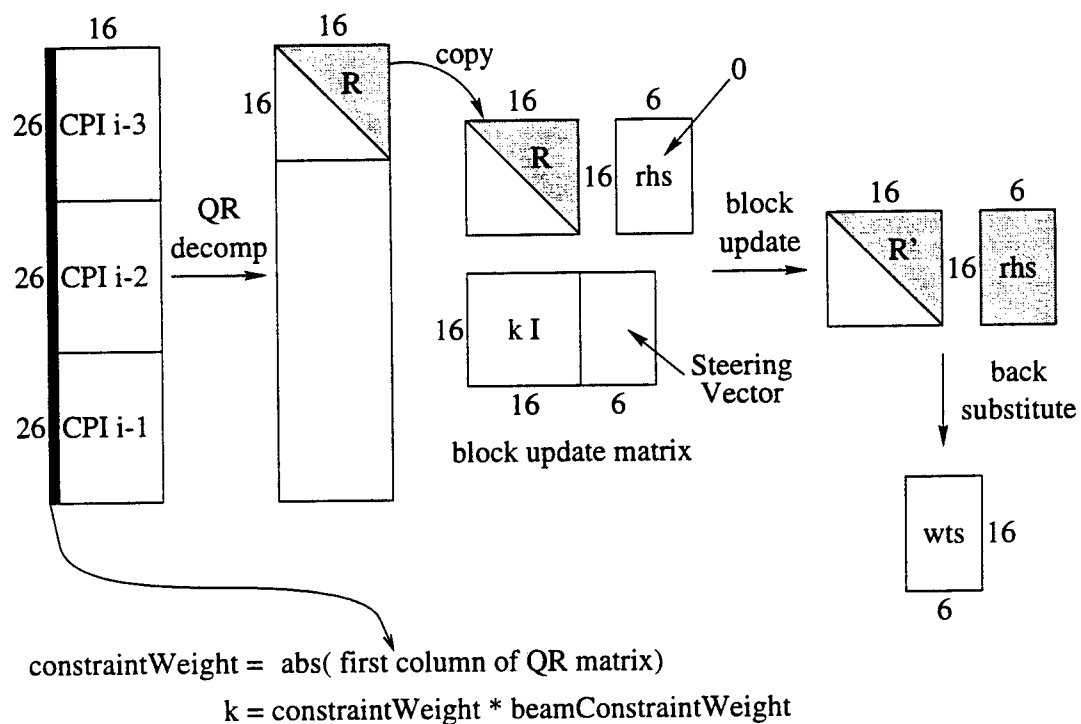 16
26
CPI i-3
26
CPI i-2
26
CPI i-1
QR
decomp
16
16
R
copy
16
R
6
16
rhs
0
16
k I
16
6
Steering
Vector
block update matrix
block
update
16
R'
6
16
rhs
back
substitute
wts
16
6
constraintWeight = abs( first column of QR matrix)
k = constraintWeight * beamConstraintWeight